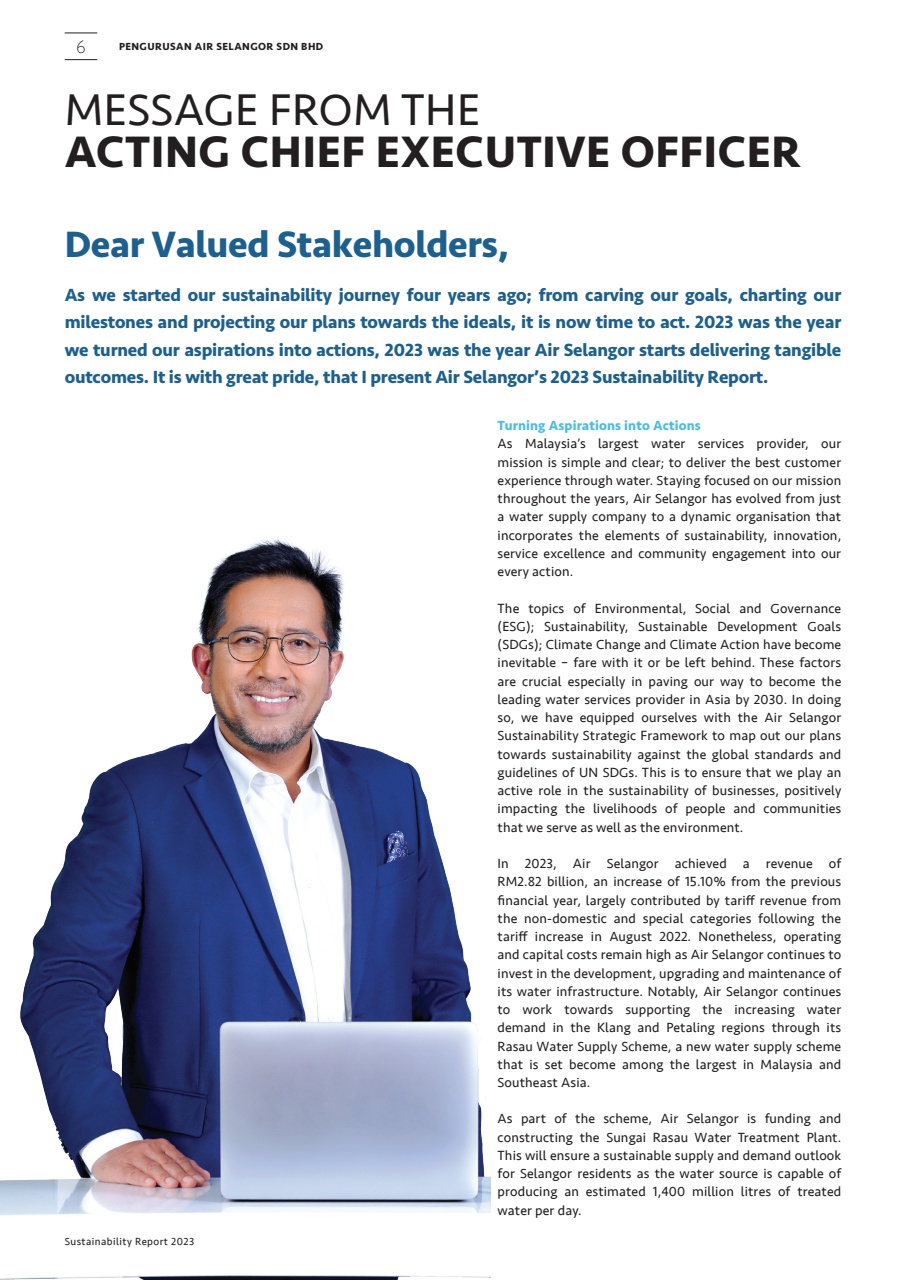 6
PENGURUSAN AIR SELANGOR SDN BHD
MESSAGE FROM THE
ACTING CHIEF EXECUTIVE OFFICER
Dear Valued Stakeholders,
As we started our sustainability journey four years ago; from carving our goals, charting our
milestones and projecting our plans towards the ideals, it is now time to act. 2023 was the year
we turned our aspirations into actions, 2023 was the year Air Selangor starts delivering tangible
outcomes. It is with great pride, that I present Air Selangor’s 2023 Sustainability Report.
Turning Aspirations into Actions
As Malaysia’s largest water services provider, our
mission is simple and clear; to deliver the best customer
experience through water. Staying focused on our mission
throughout the years, Air Selangor has evolved from just
a water supply company to a dynamic organisation that
incorporates the elements of sustainability, innovation,
service excellence and community engagement into our
every action.
The topics of Environmental, Social and Governance
(ESG); Sustainability, Sustainable Development Goals
(SDGs); Climate Change and Climate Action have become
inevitable – fare with it or be left behind. These factors
are crucial especially in paving our way to become the
leading water services provider in Asia by 2030. In doing
so, we have equipped ourselves with the Air Selangor
Sustainability Strategic Framework to map out our plans
towards sustainability against the global standards and
guidelines of UN SDGs. This is to ensure that we play an
active role in the sustainability of businesses, positively
impacting the livelihoods of people and communities
that we serve as well as the environment.
In 2023, Air Selangor achieved a revenue of
RM2.82 billion, an increase of 15.10% from the previous
financial year, largely contributed by tariff revenue from
the non-domestic and special categories following the
tariff increase in August 2022. Nonetheless, operating
and capital costs remain high as Air Selangor continues to
invest in the development, upgrading and maintenance of
its water infrastructure. Notably, Air Selangor continues
to work towards supporting the increasing water
demand in the Klang and Petaling regions through its
Rasau Water Supply Scheme, a new water supply scheme
that is set become among the largest in Malaysia and
Southeast Asia.
As part of the scheme, Air Selangor is funding and
constructing the Sungai Rasau Water Treatment Plant.
This will ensure a sustainable supply and demand outlook
for Selangor residents as the water source is capable of
producing an estimated 1,400 million litres of treated
water per day.
Sustainability Report 2023